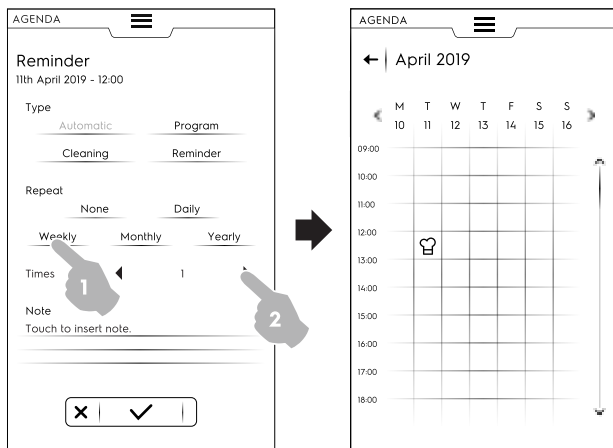 AGENDA
Reminder
11th April 2019 - 12:00
Type
Automatic Program
Cleaning Reminder
Repeat
None Daily
Weekly Monthly Yearly
Times 1
Note
Touch to insert note.
1
2
AGENDA
April 2019
M T W T F S S
10 11 12 13 14 15 16
09:00
10:00
11:00
12:00
13:00
14:00
15:00
16:00
17:00
18:00